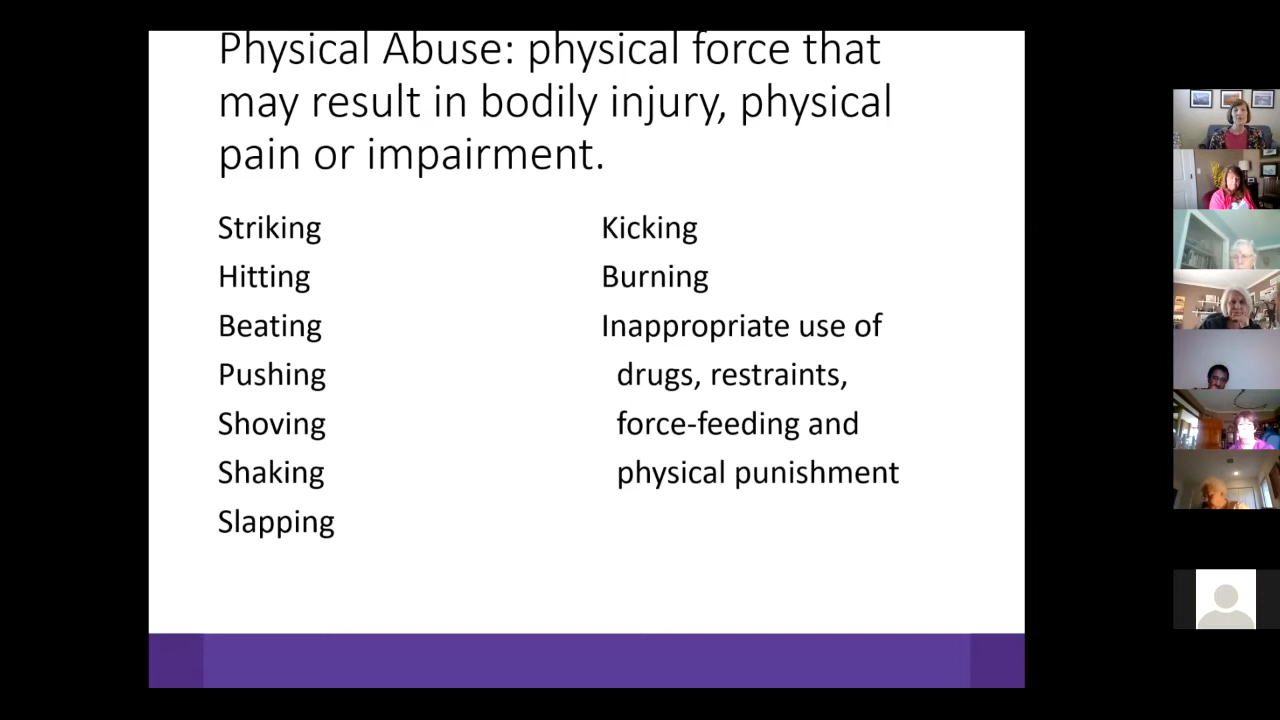 Physical Abuse: physical force that
may result in bodily injury, physical
pain or impairment.
Striking
Hitting
Beating
Pushing
Shoving
Shaking
Slapping
Kicking
Burning
Inappropriate use of
drugs, restraints,
force-feeding and
physical punishment